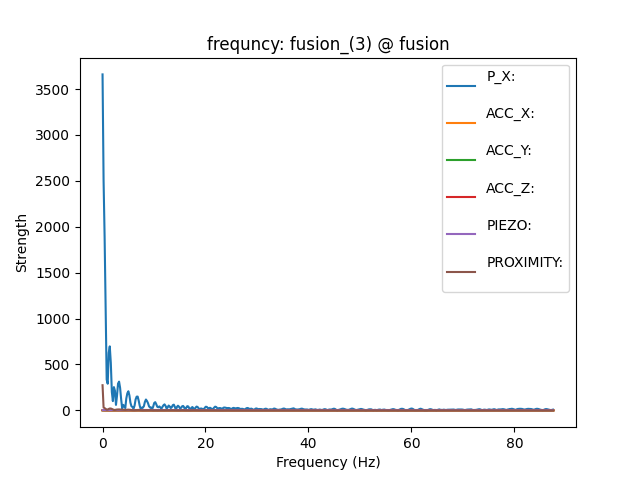 frequncy: fusion_(3) @ fusion
P_X:
ACC_X:
ACC_Y:
ACC_Z:
PIEZO:
PROXIMITY:
Strength
3500
3000
2500
2000
1500
1000
500
0
0 20 40 60 80
Frequency (Hz)